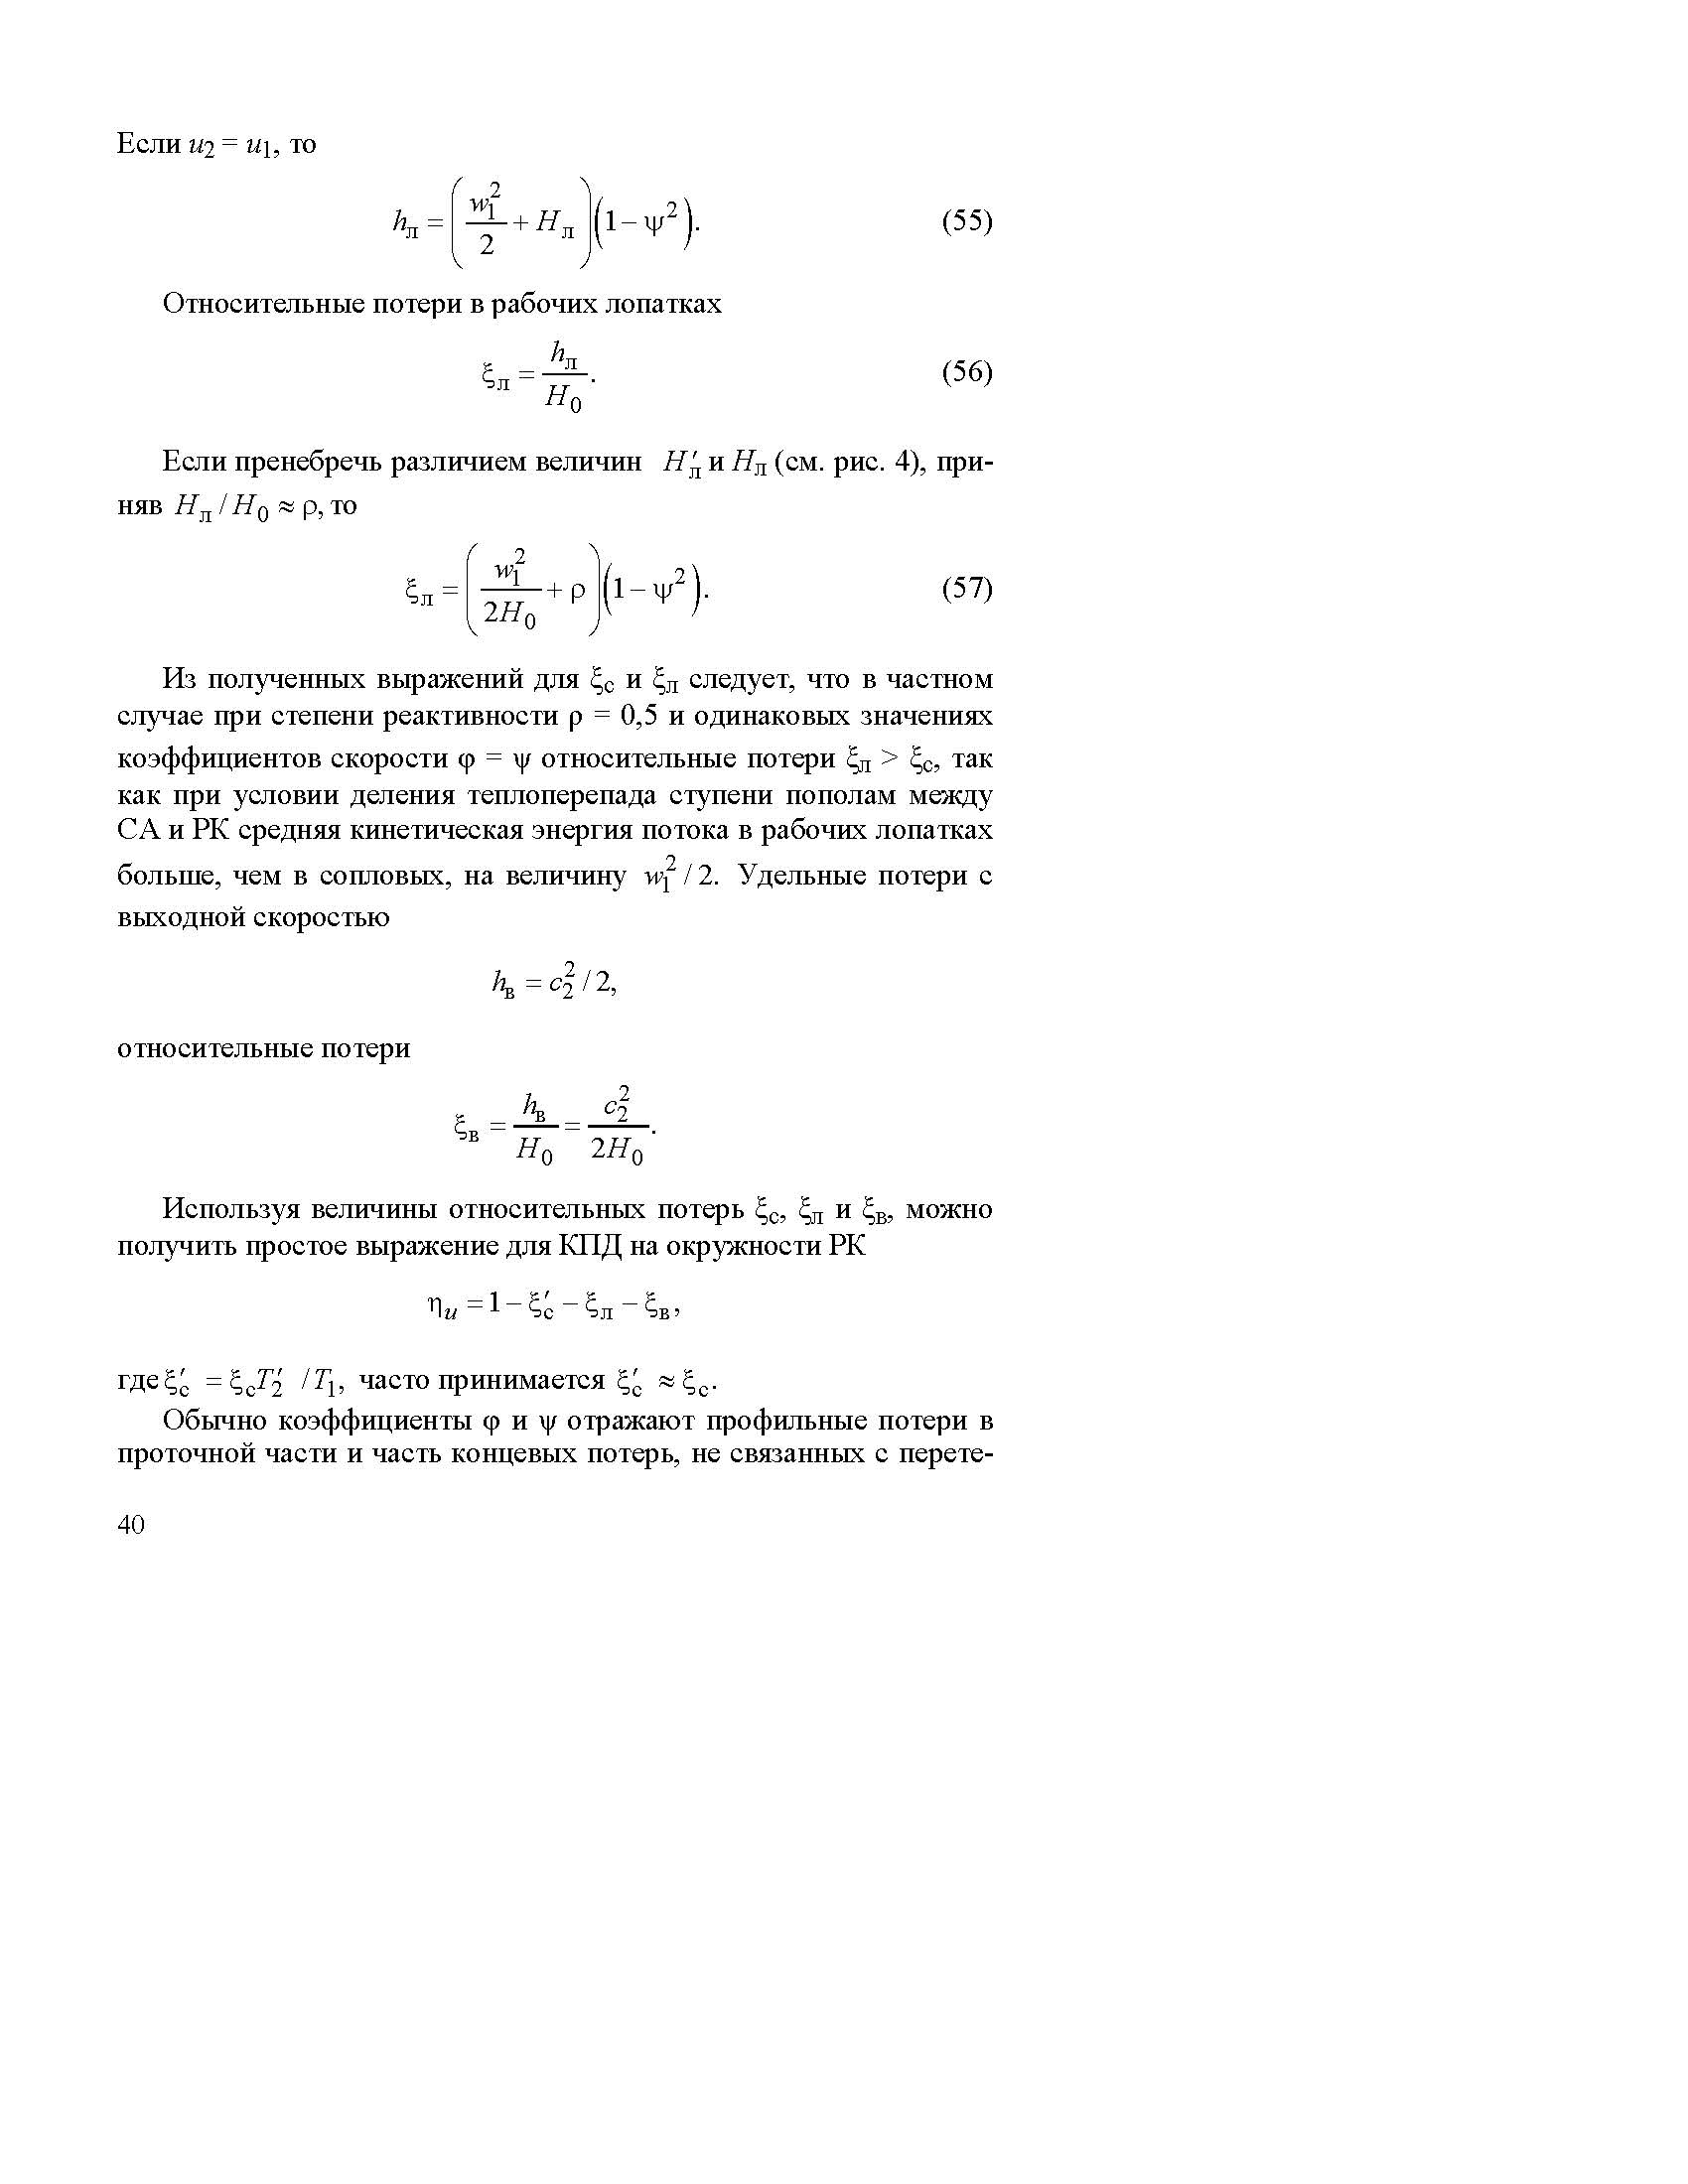 Если u₂ = u₁, то
hл = (w₁²/2 + Hл)(1 – ψ²). (55)
Относительные потери в рабочих лопатках
ξл = hл/H₀. (56)
Если пренебречь различием величин H′л и Hл (см. рис. 4), при-
няв Hл / H₀ ≈ ρ, то
ξл = (w₁²/2H₀ + ρ)(1 – ψ²). (57)
Из полученных выражений для ξс и ξл следует, что в частном
случае при степени реактивности ρ = 0,5 и одинаковых значениях
коэффициентов скорости φ = ψ относительные потери ξл > ξс, так
как при условии деления теплоперепада ступени пополам между
СА и РК средняя кинетическая энергия потока в рабочих лопатках
больше, чем в сопловых, на величину w₁² / 2. Удельные потери с
выходной скоростью
hв = c₂² / 2,
относительные потери
ξв = hв/H₀ = c₂²/2H₀.
Используя величины относительных потерь ξс, ξл и ξв, можно
получить простое выражение для КПД на окружности РК
ηu = 1 – ξ′с – ξл – ξв,
где ξ′с = ξсT′₂ / T₁, часто принимается ξ′с ≈ ξс.
Обычно коэффициенты φ и ψ отражают профильные потери в
проточной части и часть концевых потерь, не связанных с перете-
40